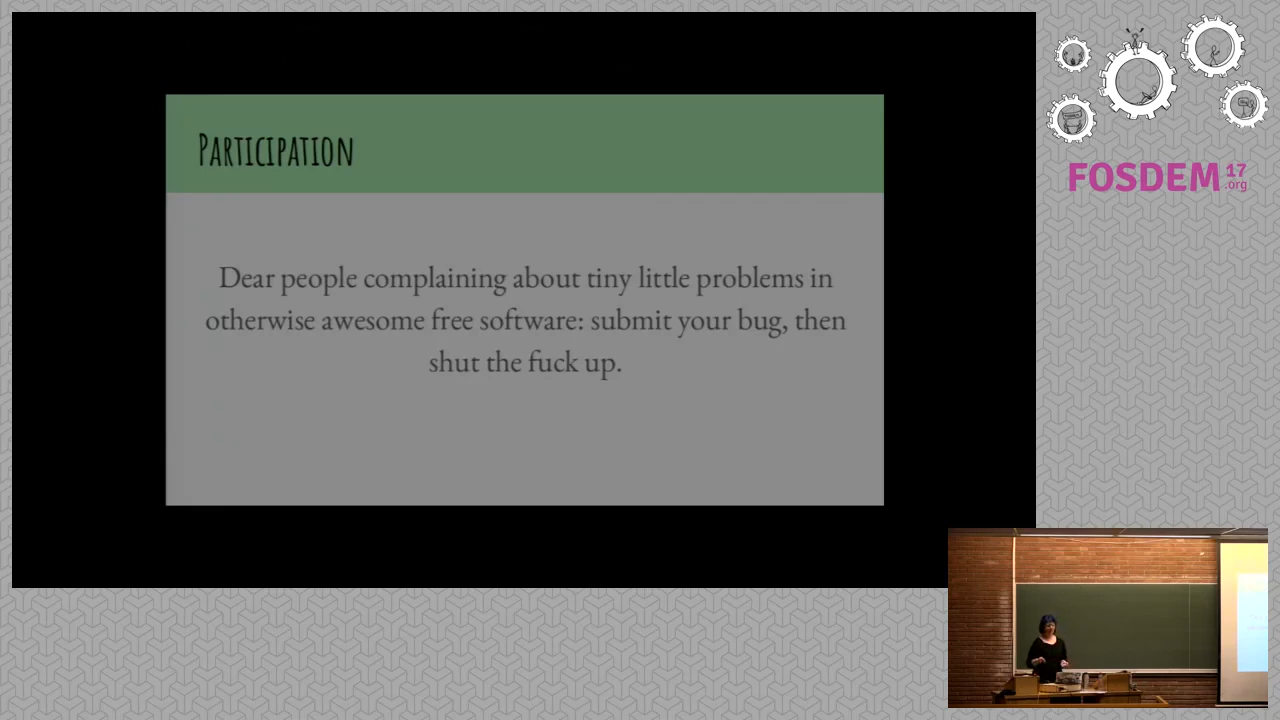 Participation
Dear people complaining about tiny little problems in
otherwise awesome free software: submit your bug, then
shut the fuck up.
FOSDEM 17
.org